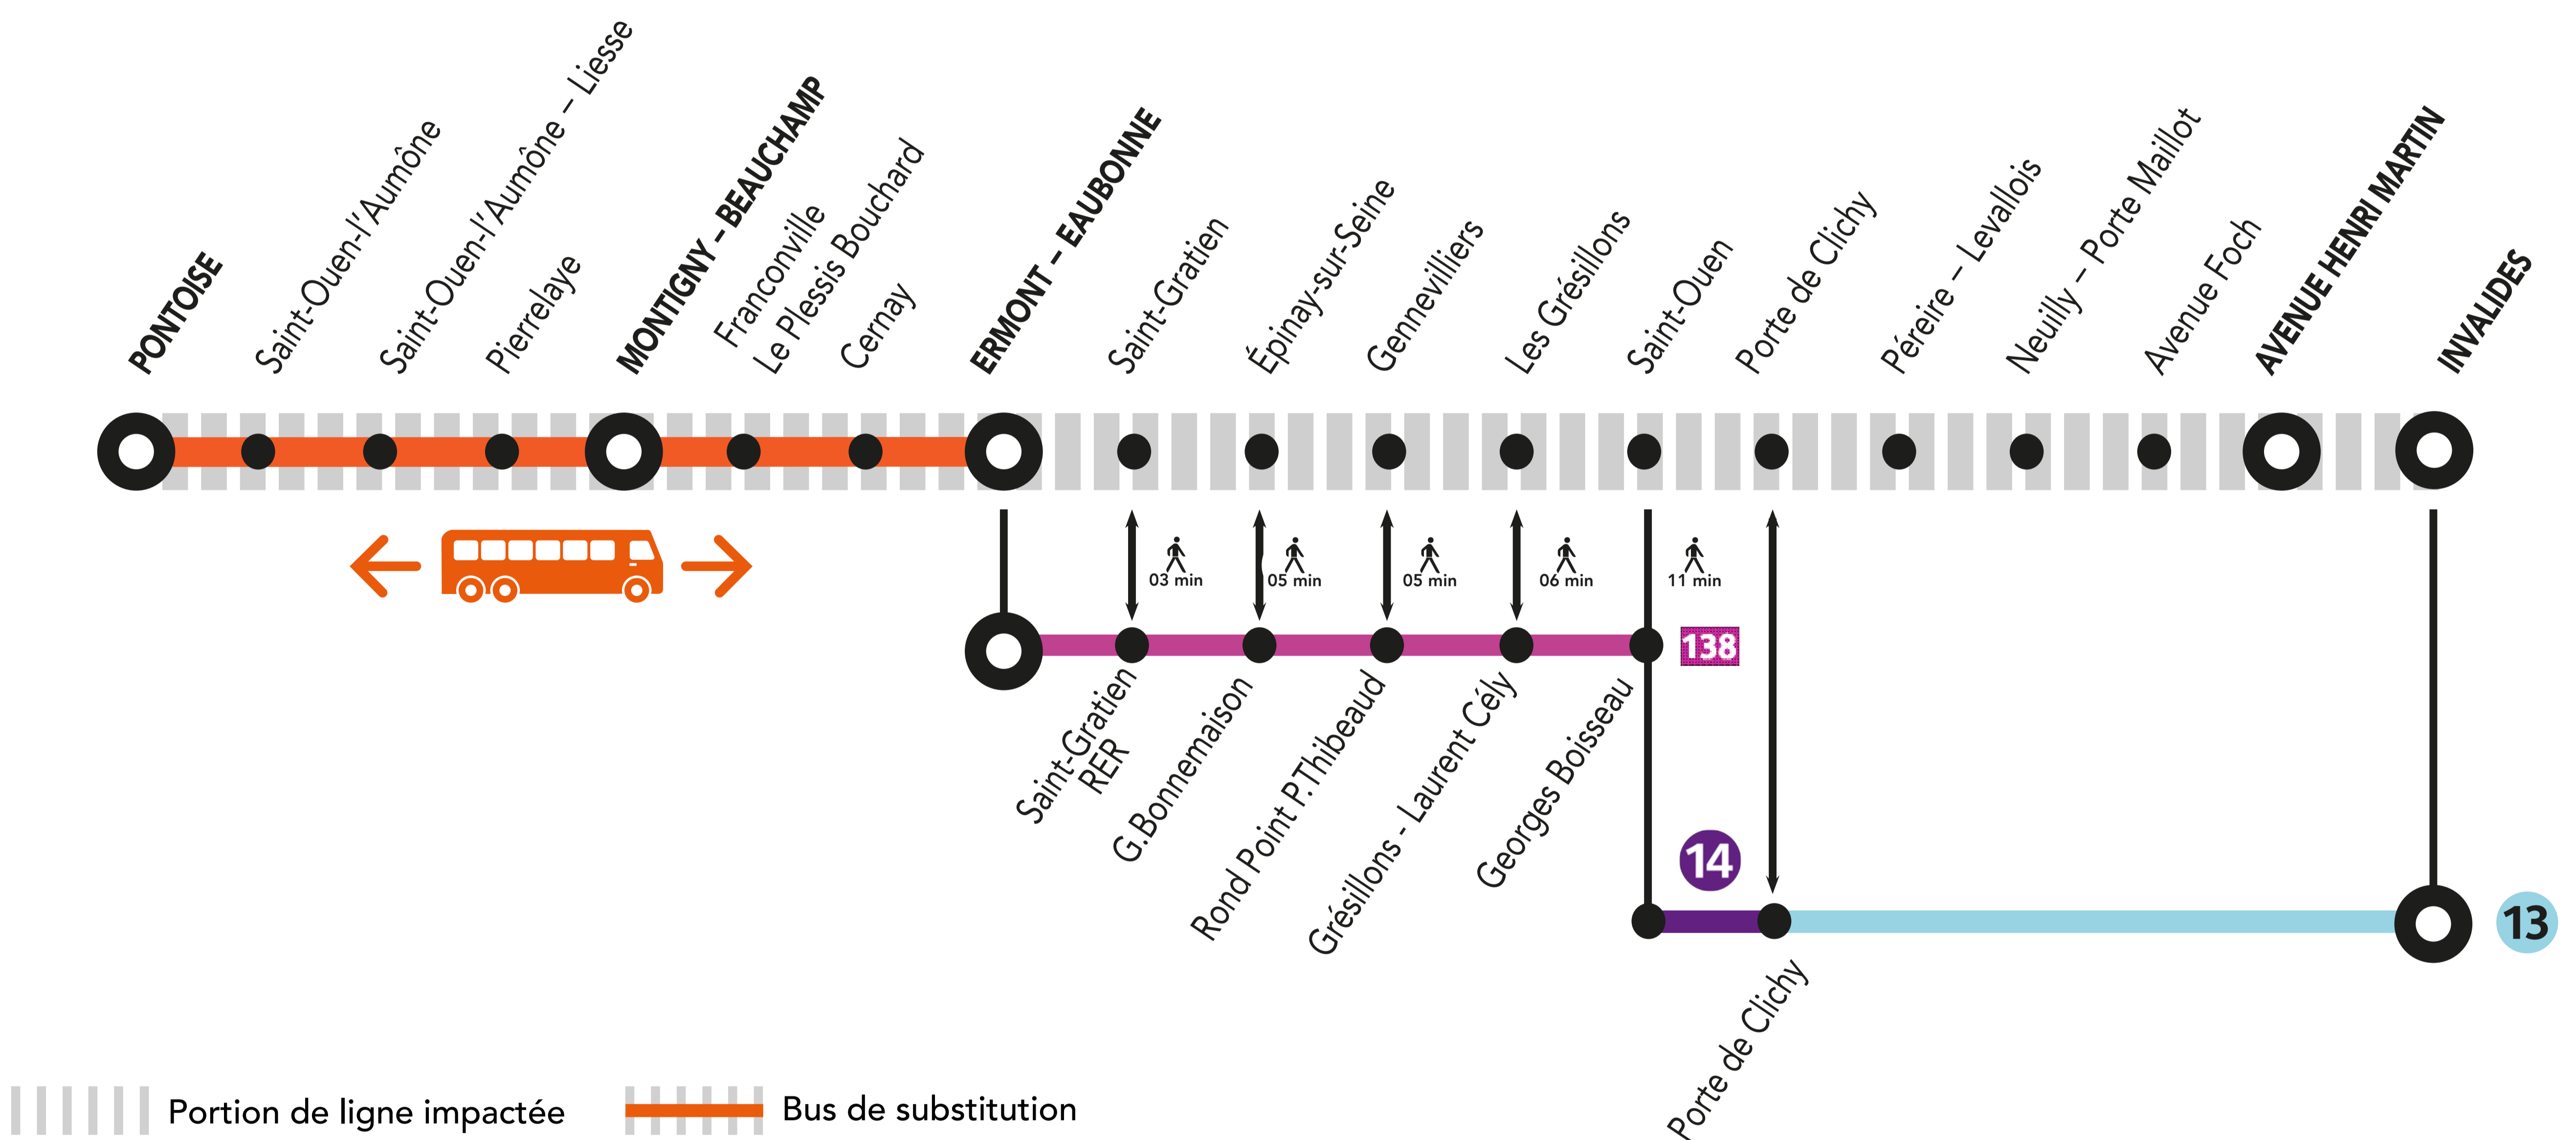 PONTOISE
Saint-Ouen-l'Aumône
Saint-Ouen-l'Aumône – Liesse
Pierrelaye
MONTIGNY – BEAUCHAMP
Franconville
Le Plessis Bouchard
Cernay
ERMONT – EAUBONNE
Saint-Gratien
Épinay-sur-Seine
Gennevilliers
Les Grésillons
Saint-Ouen
Porte de Clichy
Péreire – Levallois
Neuilly – Porte Maillot
Avenue Foch
AVENUE HENRI MARTIN
INVALIDES
03 min
05 min
05 min
06 min
11 min
138
Saint-Gratien
RER
G.Bonnemaison
Rond Point P.Thibeaud
Grésillons - Laurent Cély
Georges Boisseau
14
13
Porte de Clichy
Portion de ligne impactée
Bus de substitution